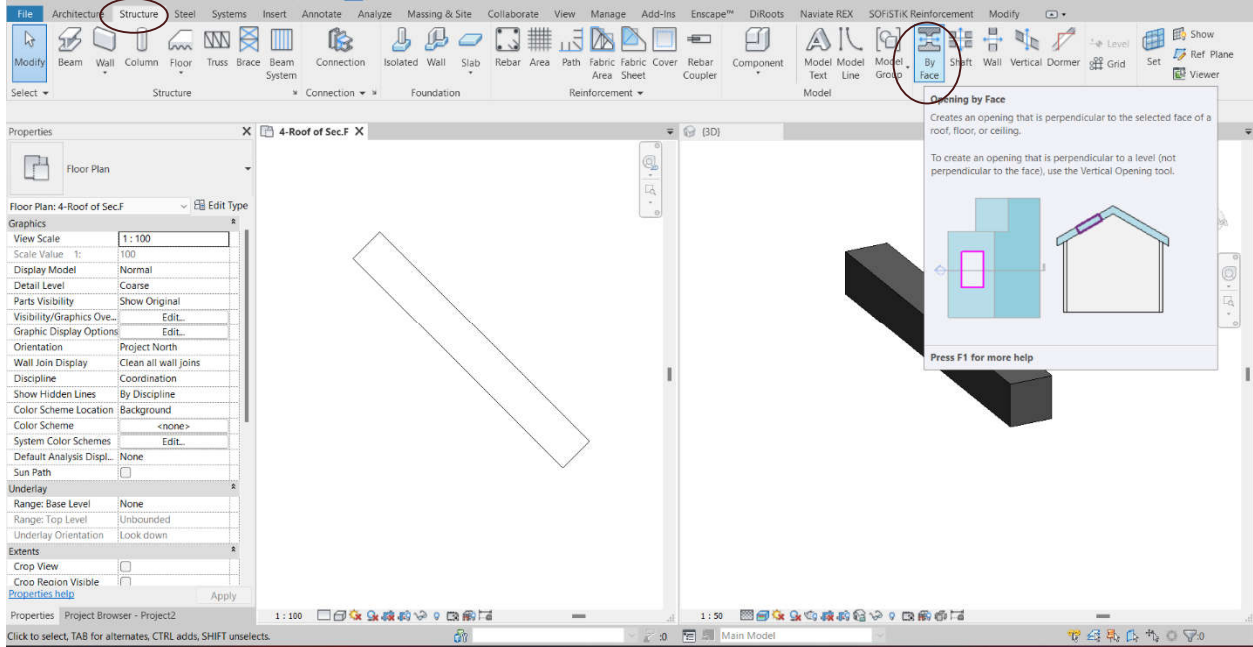 File Architecture Structure Steel Systems Insert Annotate Analyze Massing & Site Collaborate View Manage Add-Ins Enscape™ DiRoots Naviate REX SOFiSTiK Reinforcement Modify
Modify Beam Wall Column Floor Truss Brace Beam System Connection Isolated Wall Slab Rebar Area Path Fabric Area Fabric Sheet Cover Rebar Coupler Component Model Text Model Line Model Group By Face Shaft Wall Vertical Dormer Level Grid Set Show Ref Plane Viewer
Select Structure Connection Foundation Reinforcement Model
Opening by Face
Creates an opening that is perpendicular to the selected face of a
roof, floor, or ceiling.
To create an opening that is perpendicular to a level (not
perpendicular to the face), use the Vertical Opening tool.
Press F1 for more help
Properties X
4-Roof of Sec.F X
{3D}
Floor Plan
Floor Plan: 4-Roof of Sec.F Edit Type
Graphics
View Scale 1 : 100
Scale Value 1: 100
Display Model Normal
Detail Level Coarse
Parts Visibility Show Original
Visibility/Graphics Ove... Edit...
Graphic Display Options Edit...
Orientation Project North
Wall Join Display Clean all wall joins
Discipline Coordination
Show Hidden Lines By Discipline
Color Scheme Location Background
Color Scheme <none>
System Color Schemes Edit...
Default Analysis Displ... None
Sun Path
Underlay
Range: Base Level None
Range: Top Level Unbounded
Underlay Orientation Look down
Extents
Crop View
Crop Region Visible
Properties help Apply
Properties Project Browser - Project2
1 : 100
1 : 50
Click to select, TAB for alternates, CTRL adds, SHIFT unselects.
:0 Main Model :0